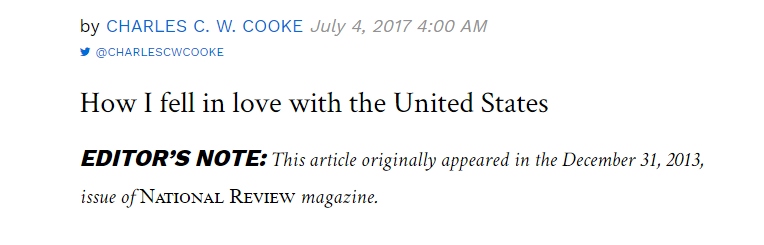 by CHARLES C. W. COOKE July 4, 2017 4:00 AM
@CHARLESCWCOOKE
How I fell in love with the United States
EDITOR’S NOTE: This article originally appeared in the December 31, 2013,
issue of NATIONAL REVIEW magazine.